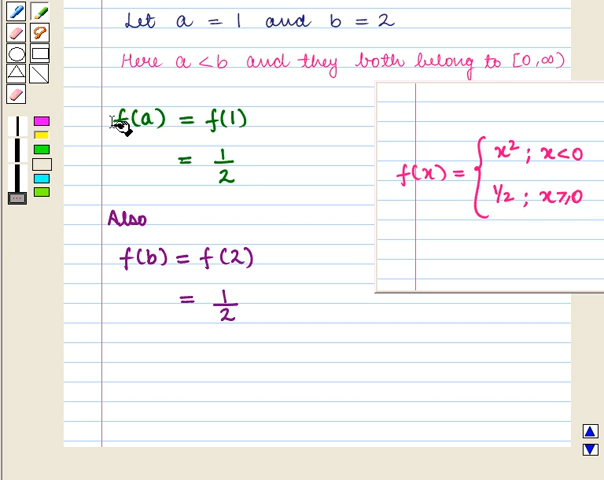 Let a = 1 and b = 2
Here a < b and they both belong to [0, ∞)
f(a) = f(1)
= 1/2
Also
f(b) = f(2)
= 1/2
f(x) = { x² ; x < 0
1/2 ; x ≥ 0